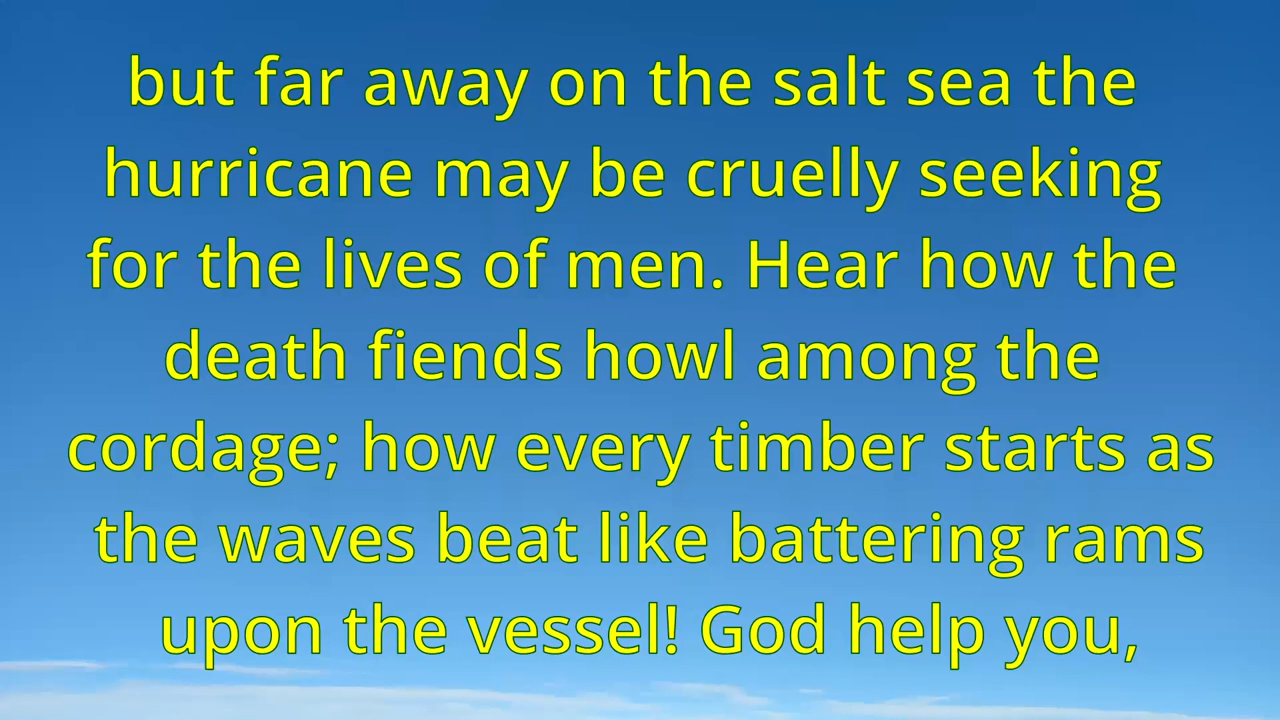 but far away on the salt sea the
hurricane may be cruelly seeking
for the lives of men. Hear how the
death fiends howl among the
cordage; how every timber starts as
the waves beat like battering rams
upon the vessel! God help you,